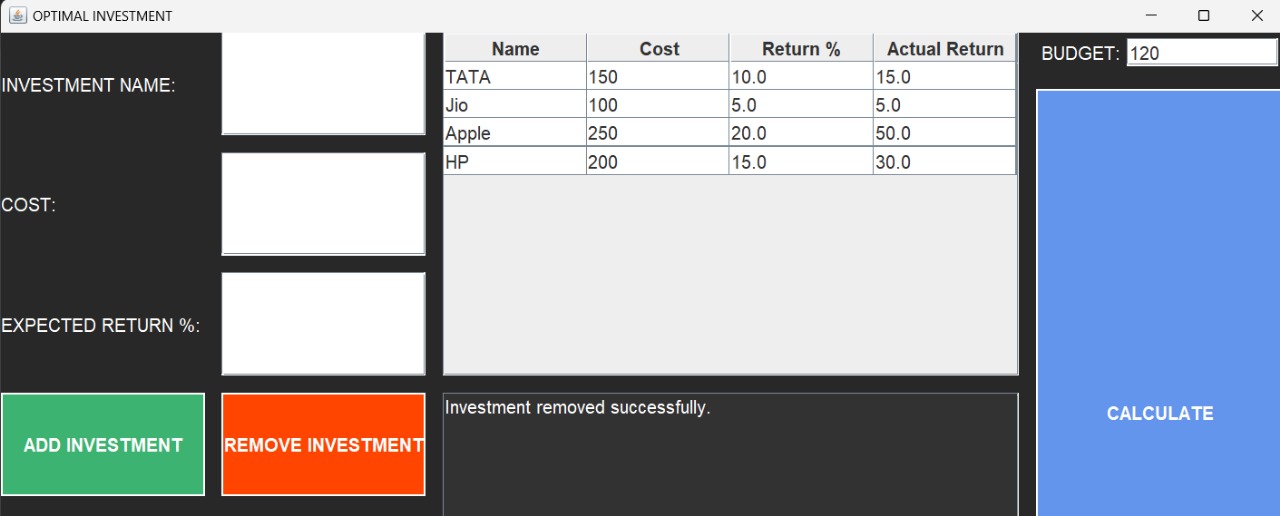 OPTIMAL INVESTMENT
INVESTMENT NAME:
COST:
EXPECTED RETURN %:
ADD INVESTMENT
REMOVE INVESTMENT
Name Cost Return % Actual Return
TATA 150 10.0 15.0
Jio 100 5.0 5.0
Apple 250 20.0 50.0
HP 200 15.0 30.0
Investment removed successfully.
BUDGET: 120
CALCULATE